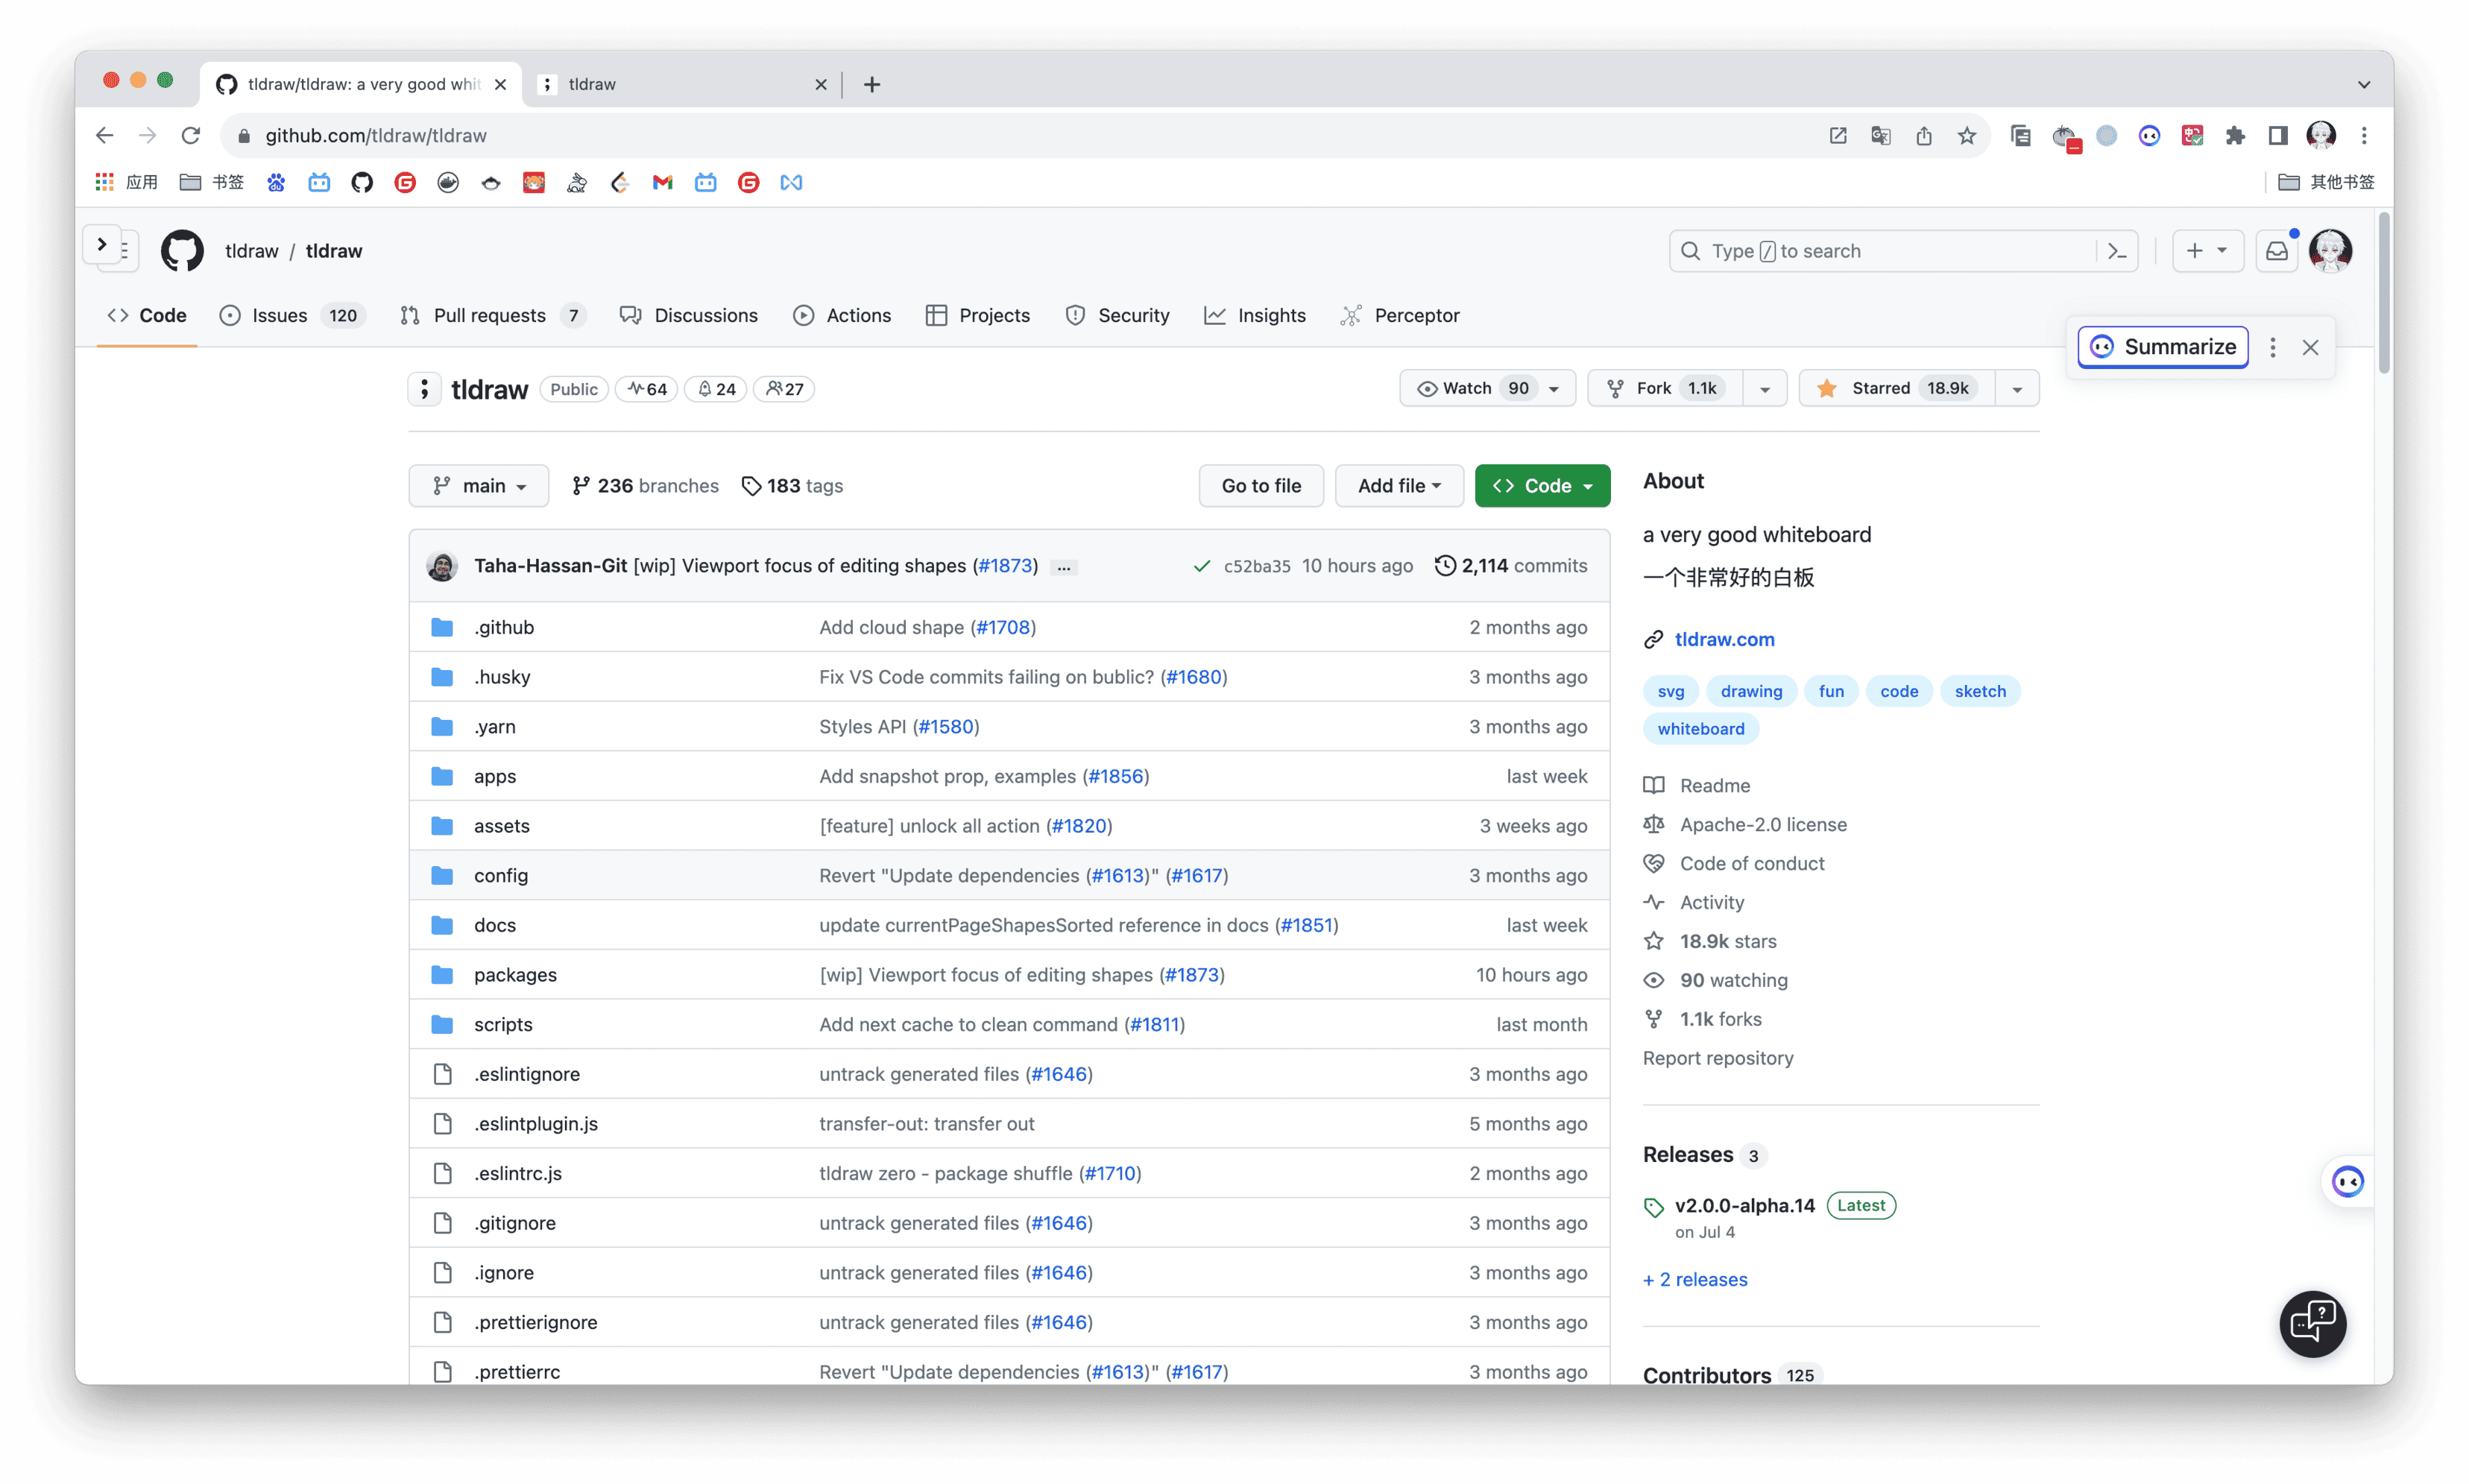 tldraw/tldraw: a very good whit
tldraw
github.com/tldraw/tldraw
应用 书签 其他书签
tldraw / tldraw
Type / to search
Code Issues 120 Pull requests 7 Discussions Actions Projects Security Insights Perceptor
Summarize
tldraw Public 64 24 27
Watch 90 Fork 1.1k Starred 18.9k
main 236 branches 183 tags Go to file Add file Code
Taha-Hassan-Git [wip] Viewport focus of editing shapes (#1873) ... c52ba35 10 hours ago 2,114 commits
.github Add cloud shape (#1708) 2 months ago
.husky Fix VS Code commits failing on bublic? (#1680) 3 months ago
.yarn Styles API (#1580) 3 months ago
apps Add snapshot prop, examples (#1856) last week
assets [feature] unlock all action (#1820) 3 weeks ago
config Revert "Update dependencies (#1613)" (#1617) 3 months ago
docs update currentPageShapesSorted reference in docs (#1851) last week
packages [wip] Viewport focus of editing shapes (#1873) 10 hours ago
scripts Add next cache to clean command (#1811) last month
.eslintignore untrack generated files (#1646) 3 months ago
.eslintplugin.js transfer-out: transfer out 5 months ago
.eslintrc.js tldraw zero - package shuffle (#1710) 2 months ago
.gitignore untrack generated files (#1646) 3 months ago
.ignore untrack generated files (#1646) 3 months ago
.prettierignore untrack generated files (#1646) 3 months ago
.prettierrc Revert "Update dependencies (#1613)" (#1617) 3 months ago
About
a very good whiteboard
一个非常好的白板
tldraw.com
svg drawing fun code sketch
whiteboard
Readme
Apache-2.0 license
Code of conduct
Activity
18.9k stars
90 watching
1.1k forks
Report repository
Releases 3
v2.0.0-alpha.14 Latest
on Jul 4
+ 2 releases
Contributors 125